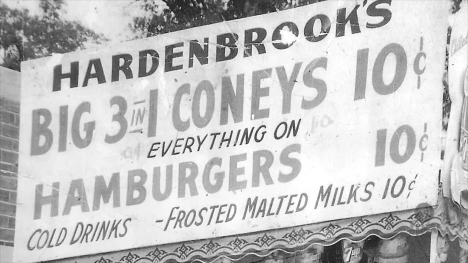 HARDENBROOK'S
BIG 3 IN 1 CONEYS 10¢
EVERYTHING ON
HAMBURGERS 10¢
COLD DRINKS - FROSTED MALTED MILKS 10¢